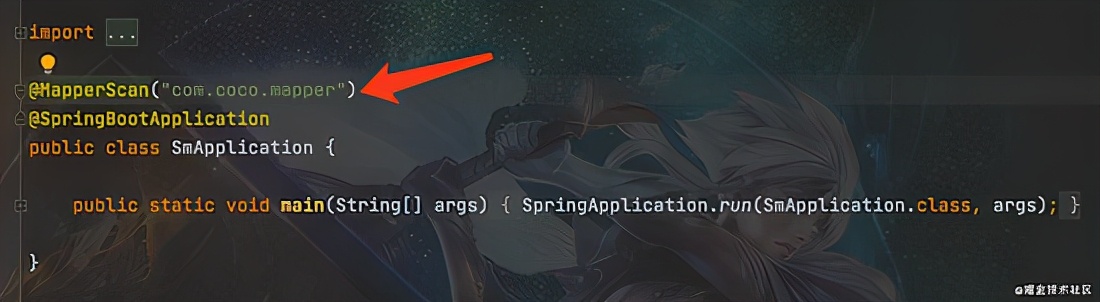 import ...
@MapperScan("com.coco.mapper")
@SpringBootApplication
public class SmApplication {
public static void main(String[] args) { SpringApplication.run(SmApplication.class, args); }
}
@稀土掘金技术社区